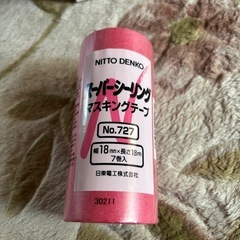 NITTO DENKO
スーパーシーリング
マスキングテープ
No.727
幅18mm×長さ18m
7巻入
日東電工株式会社
30211